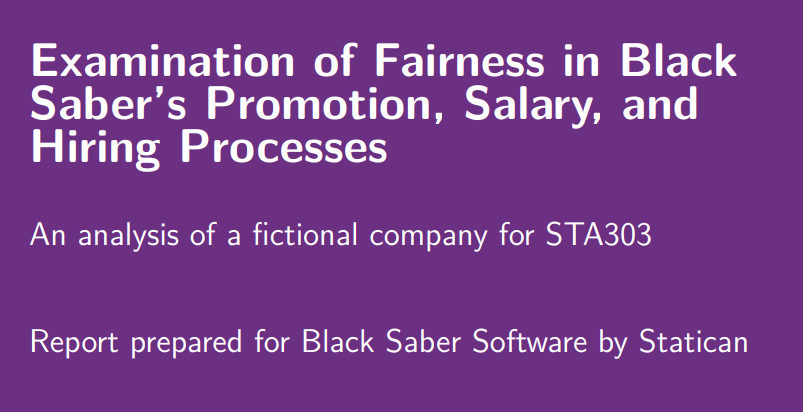 Examination of Fairness in Black
Saber's Promotion, Salary, and
Hiring Processes
An analysis of a fictional company for STA303
Report prepared for Black Saber Software by Statican